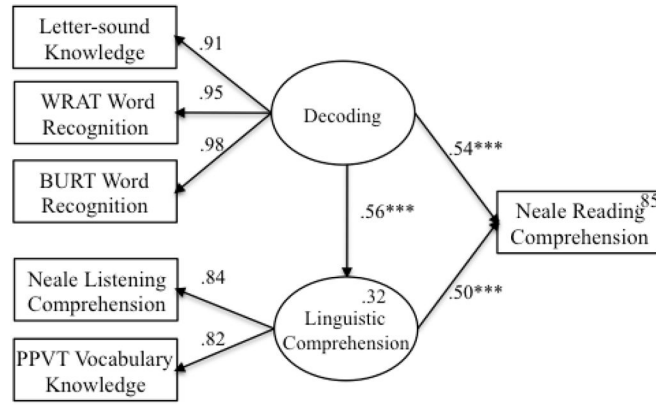 Letter-sound
Knowledge
.91
WRAT Word
Recognition
.95
BURT Word
Recognition
.98
Decoding
.54***
.56***
Neale Reading
Comprehension
.85
Neale Listening
Comprehension
.84
.32
Linguistic
Comprehension
.50***
PPVT Vocabulary
Knowledge
.82